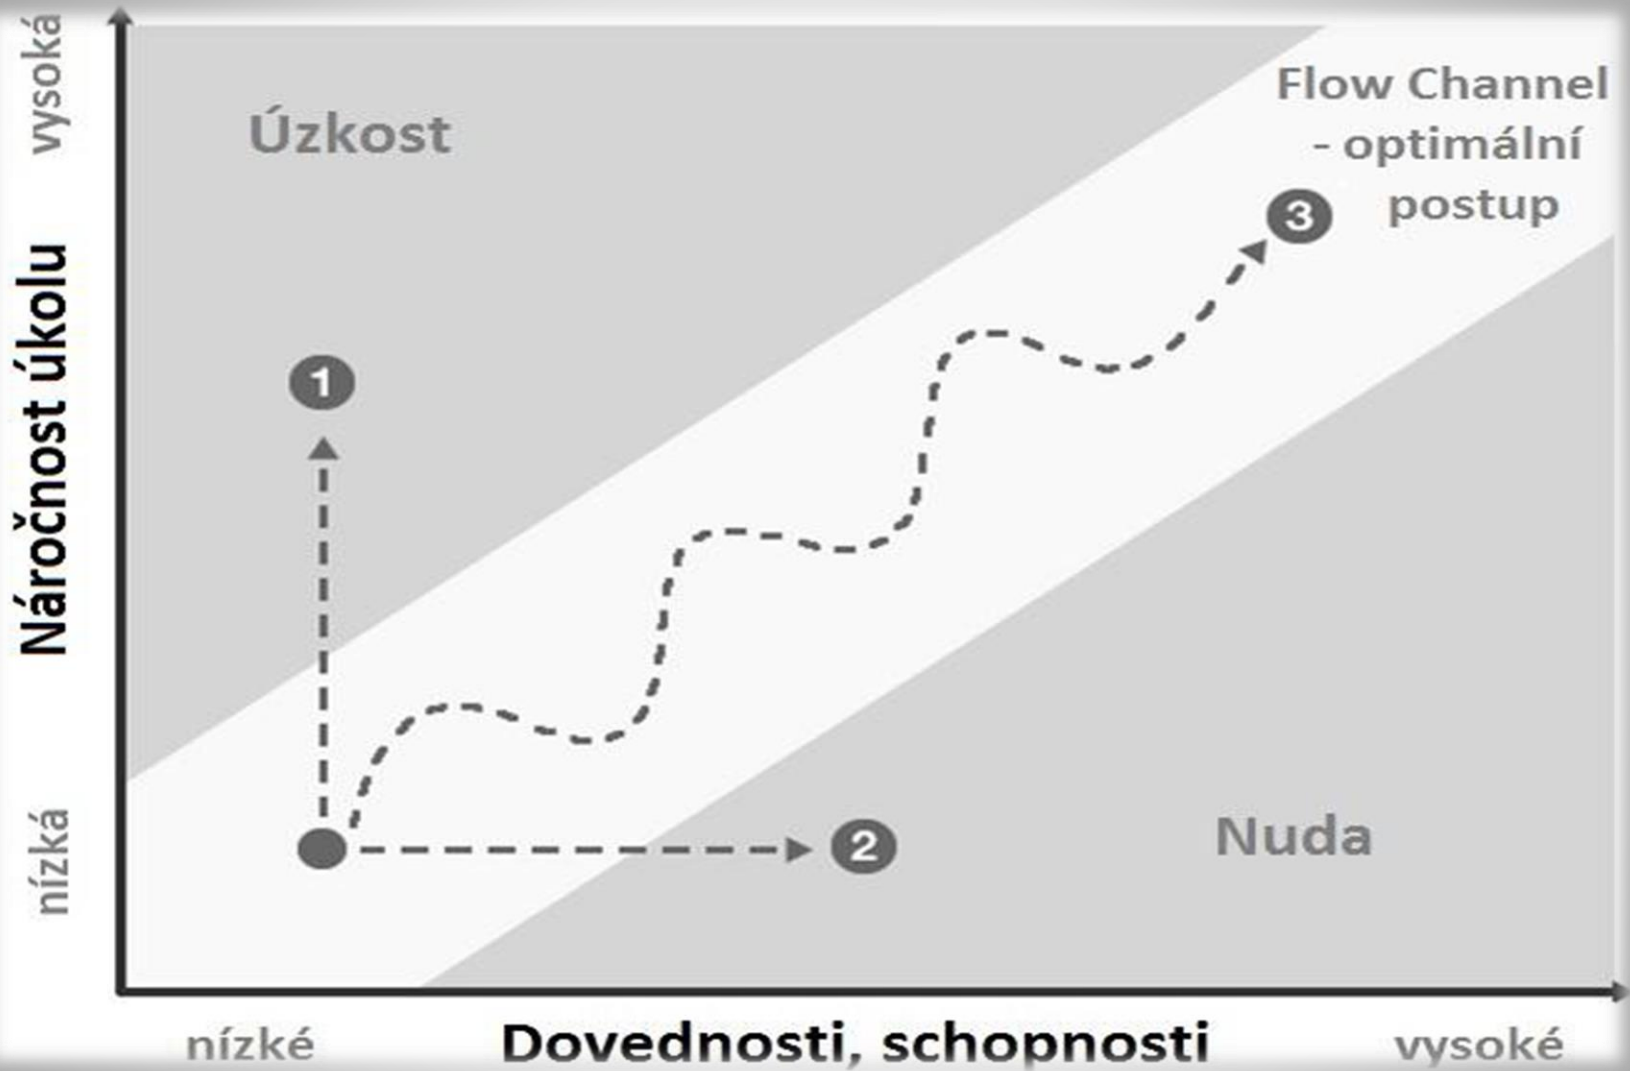 vysoká
Náročnost úkolu
nízká
Úzkost
Flow Channel
- optimální
postup
3
1
2
Nuda
nízké
Dovednosti, schopnosti
vysoké